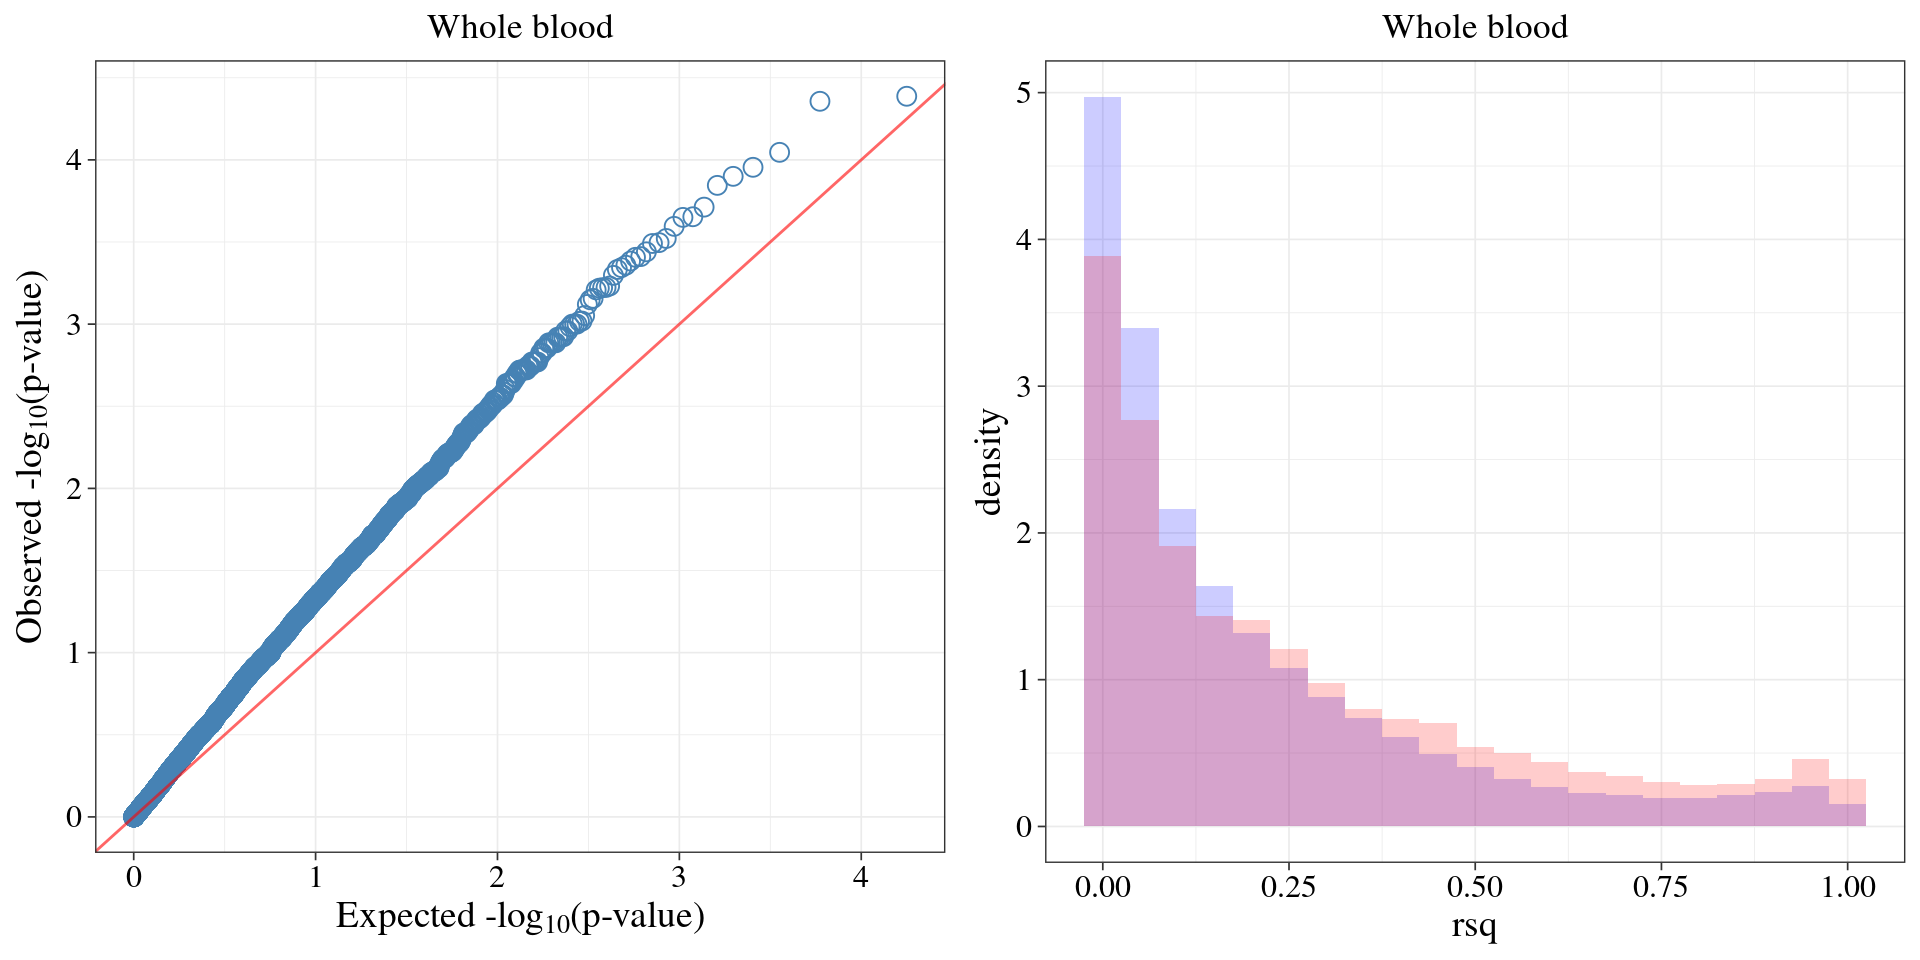 Whole blood
Observed -log10(p-value)
4
3
2
1
0
0 1 2 3 4
Expected -log10(p-value)
Whole blood
density
5
4
3
2
1
0
0.00 0.25 0.50 0.75 1.00
rsq